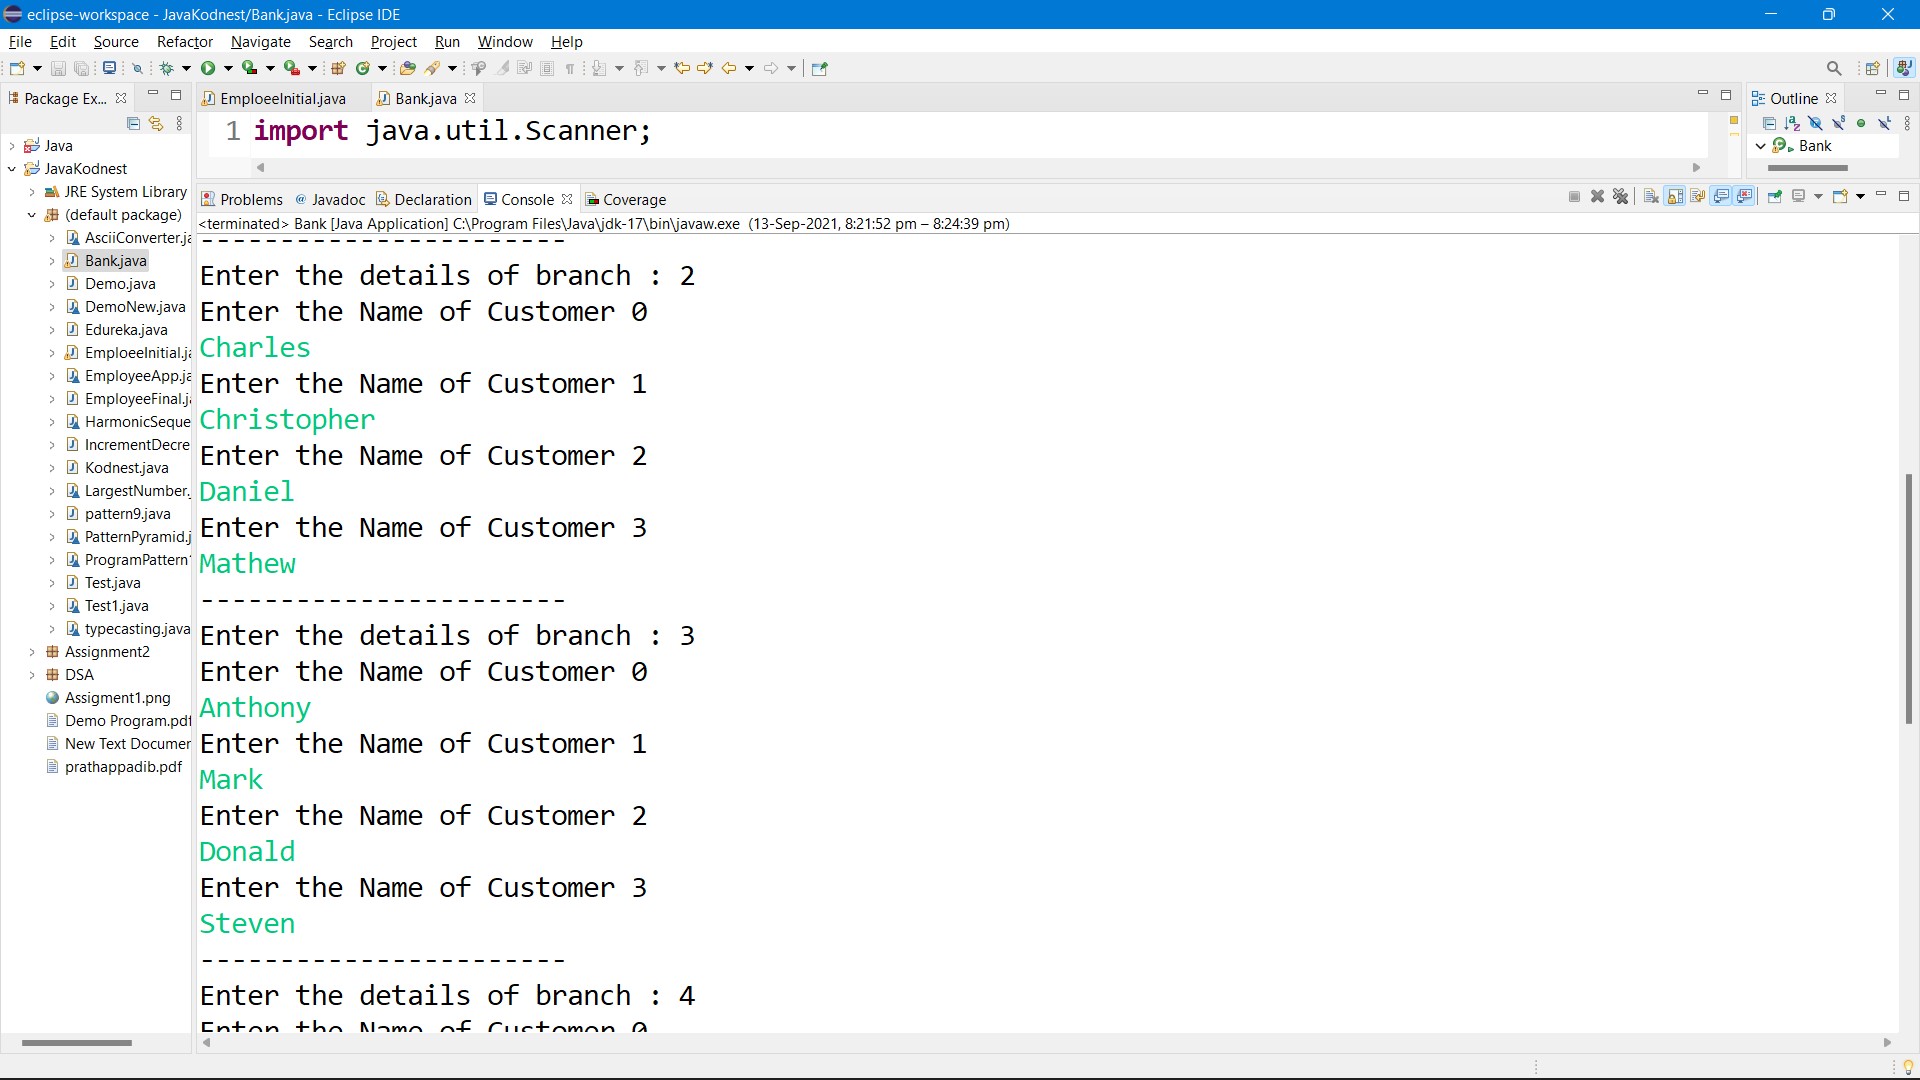 eclipse-workspace - JavaKodnest/Bank.java - Eclipse IDE
File Edit Source Refactor Navigate Search Project Run Window Help
Package Ex...
EmploeeInitial.java Bank.java
Outline
1 import java.util.Scanner;
Bank
Java
JavaKodnest
JRE System Library
(default package)
AsciiConverter.ja
Bank.java
Demo.java
DemoNew.java
Edureka.java
EmploeeInitial.ja
EmployeeApp.ja
EmployeeFinal.ja
HarmonicSeque
IncrementDecre
Kodnest.java
LargestNumber.
pattern9.java
PatternPyramid.j
ProgramPattern1
Test.java
Test1.java
typecasting.java
Assignment2
DSA
Assigment1.png
Demo Program.pdf
New Text Documer
prathappadib.pdf
Problems @ Javadoc Declaration Console Coverage
<terminated> Bank [Java Application] C:\Program Files\Java\jdk-17\bin\javaw.exe (13-Sep-2021, 8:21:52 pm – 8:24:39 pm)
-----------------------
Enter the details of branch : 2
Enter the Name of Customer 0
Charles
Enter the Name of Customer 1
Christopher
Enter the Name of Customer 2
Daniel
Enter the Name of Customer 3
Mathew
-----------------------
Enter the details of branch : 3
Enter the Name of Customer 0
Anthony
Enter the Name of Customer 1
Mark
Enter the Name of Customer 2
Donald
Enter the Name of Customer 3
Steven
-----------------------
Enter the details of branch : 4
Enter the Name of Customer 0